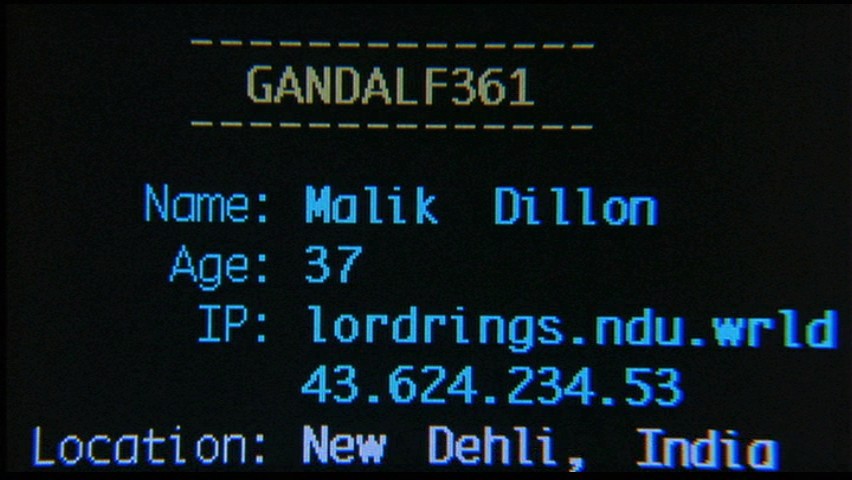 GANDALF361
Name: Malik Dillon
Age: 37
IP: lordrings.ndu.wrld
43.624.234.53
Location: New Dehli, India